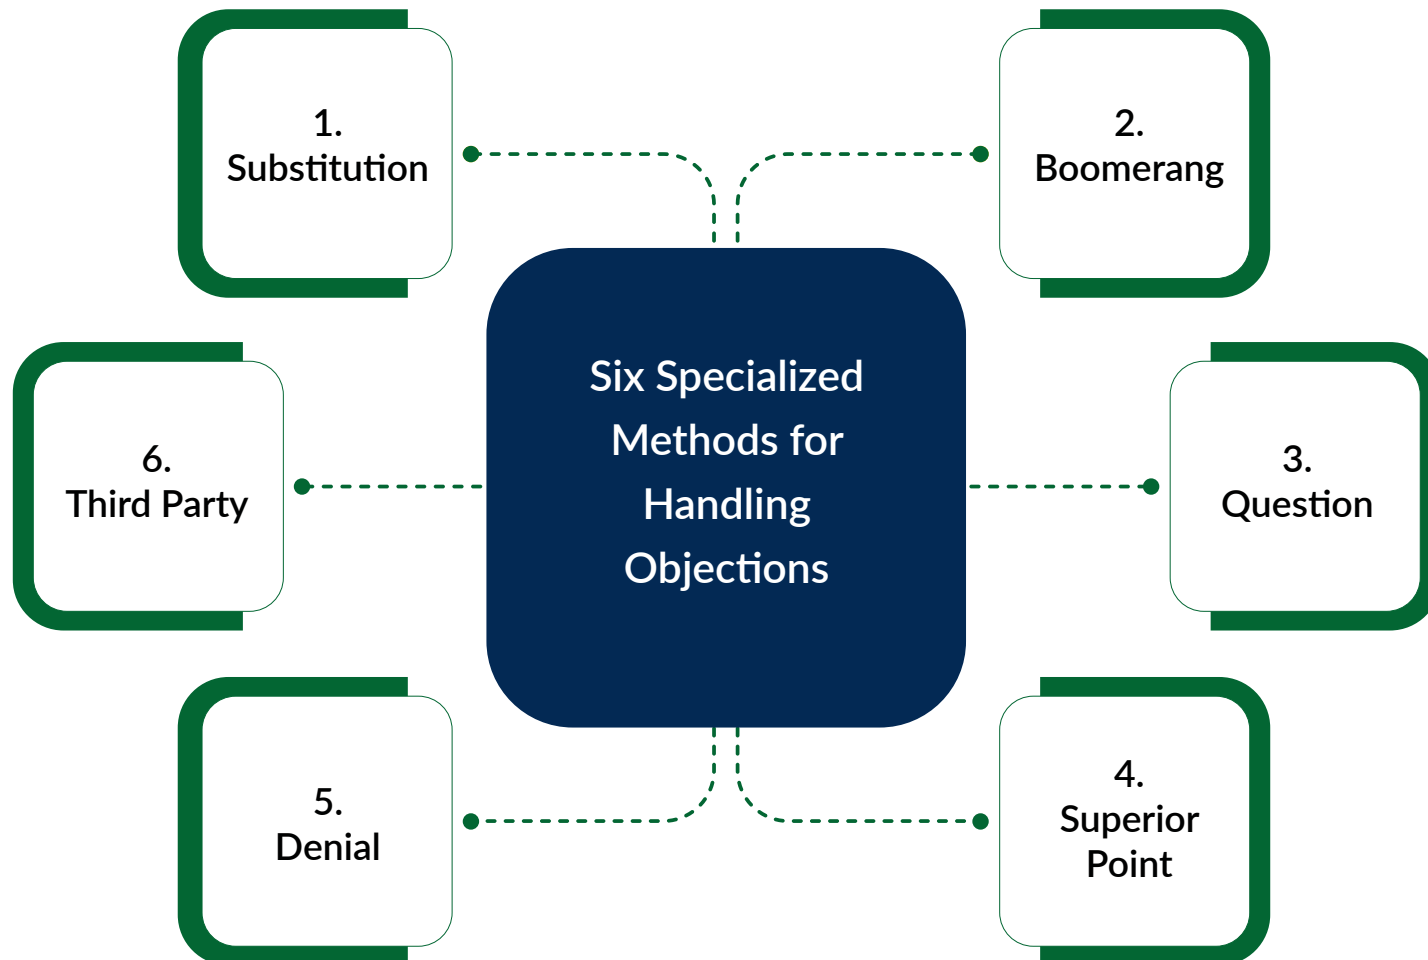 1.
Substitution
2.
Boomerang
Six Specialized
Methods for
Handling
Objections
6.
Third Party
3.
Question
5.
Denial
4.
Superior
Point